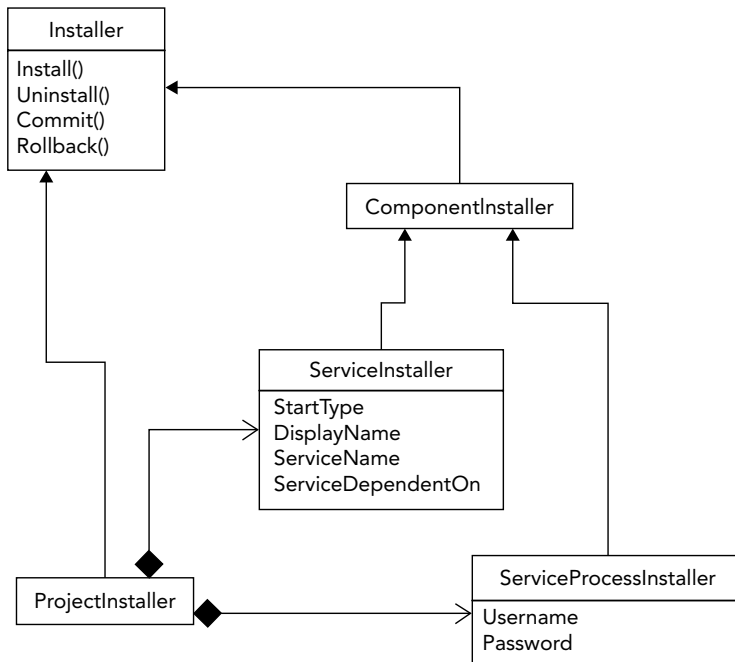 Installer
Install()
Uninstall()
Commit()
Rollback()
ComponentInstaller
ServiceInstaller
StartType
DisplayName
ServiceName
ServiceDependentOn
ProjectInstaller
ServiceProcessInstaller
Username
Password